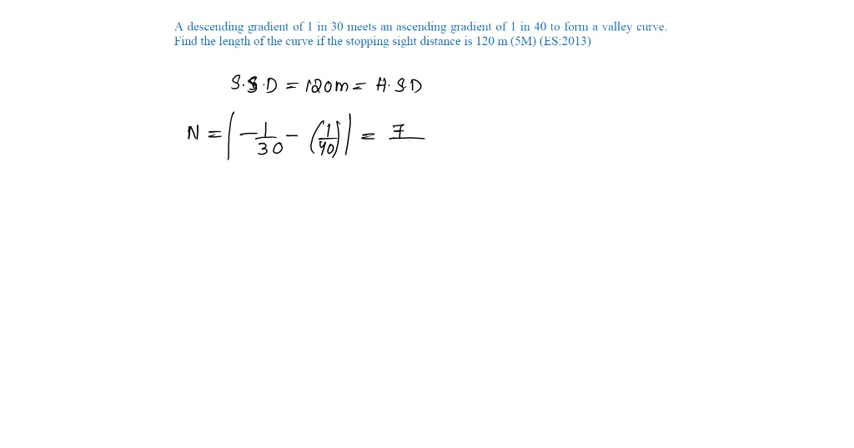 A descending gradient of 1 in 30 meets an ascending gradient of 1 in 40 to form a valley curve.
Find the length of the curve if the stopping sight distance is 120 m (5M) (ES:2013)
S.S.D = 120m = H.S.D
N = | -1/30 - (1/40) | = 7/